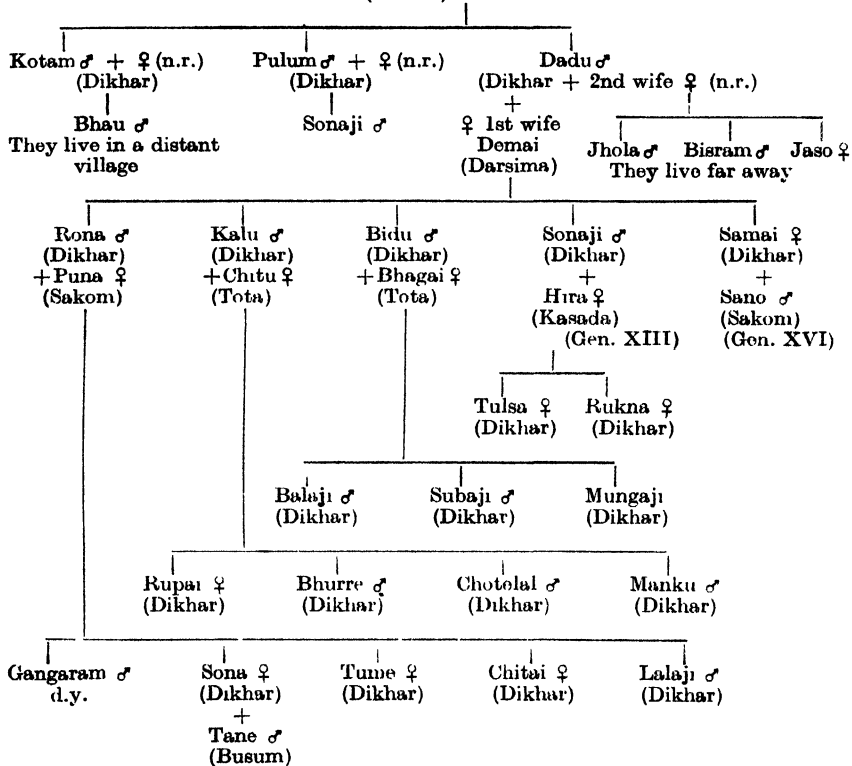 Kotam ♂ + ♀ (n.r.) Pulum ♂ + ♀ (n.r.) Dadu ♂
(Dikhar) (Dikhar) (Dikhar + 2nd wife ♀ (n.r.)
+
Bhau ♂ Sonaji ♂ ♀ 1st wife
They live in a distant Demai Jhola ♂ Bisram ♂ Jaso ♀
village (Darsima) They live far away
Rona ♂ Kalu ♂ Bidu ♂ Sonaji ♂ Samai ♀
(Dikhar) (Dikhar) (Dikhar) (Dikhar) (Dikhar)
+Puna ♀ +Chitu ♀ +Bhagai ♀ + +
(Sakom) (Tota) (Tota) Hira ♀ Sano ♂
(Kasada) (Sakom)
(Gen. XIII) (Gen. XVI)
Tulsa ♀ Rukna ♀
(Dikhar) (Dikhar)
Balaji ♂ Subaji ♂ Mungaji
(Dikhar) (Dikhar) (Dikhar)
Rupai ♀ Bhurre ♂ Chotolal ♂ Manku ♂
(Dikhar) (Dikhar) (Dikhar) (Dikhar)
Gangaram ♂ Sona ♀ Tume ♀ Chitai ♀ Lalaji ♂
d.y. (Dikhar) (Dikhar) (Dikhar) (Dikhar)
+
Tane ♂
(Busum)